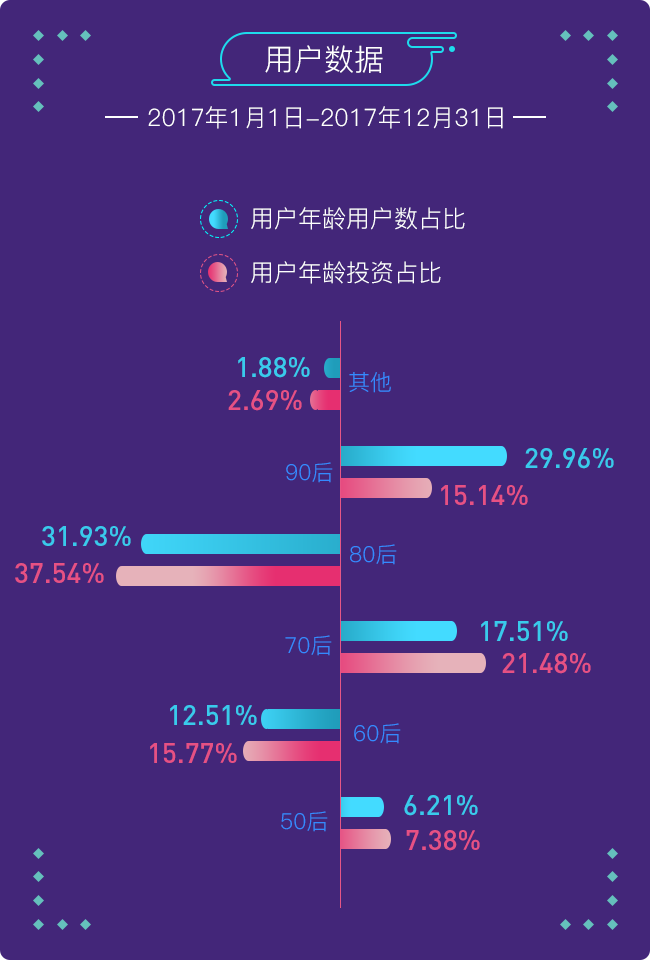 用户数据
2017年1月1日-2017年12月31日
用户年龄用户数占比
用户年龄投资占比
1.88%
其他
2.69%
90后
29.96%
15.14%
31.93%
80后
37.54%
70后
17.51%
21.48%
12.51%
60后
15.77%
50后
6.21%
7.38%